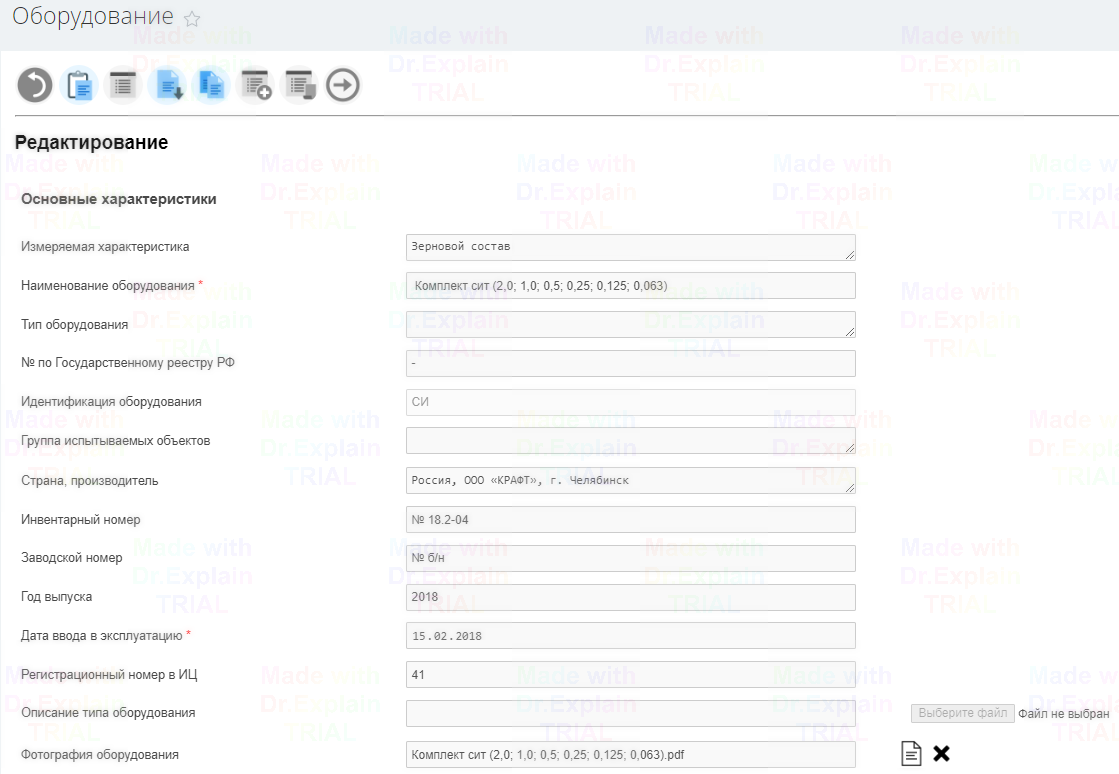 Оборудование
Редактирование
Основные характеристики
Измеряемая характеристика
Зерновой состав
Наименование оборудования *
Комплект сит (2,0; 1,0; 0,5; 0,25; 0,125; 0,063)
Тип оборудования
№ по Государственному реестру РФ
-
Идентификация оборудования
СИ
Группа испытываемых объектов
Страна, производитель
Россия, ООО «КРАФТ», г. Челябинск
Инвентарный номер
№ 18.2-04
Заводской номер
№ б/н
Год выпуска
2018
Дата ввода в эксплуатацию *
15.02.2018
Регистрационный номер в ИЦ
41
Описание типа оборудования
Выберите файл Файл не выбран
Фотография оборудования
Комплект сит (2,0; 1,0; 0,5; 0,25; 0,125; 0,063).pdf
Made with
Dr.Explain
TRIAL